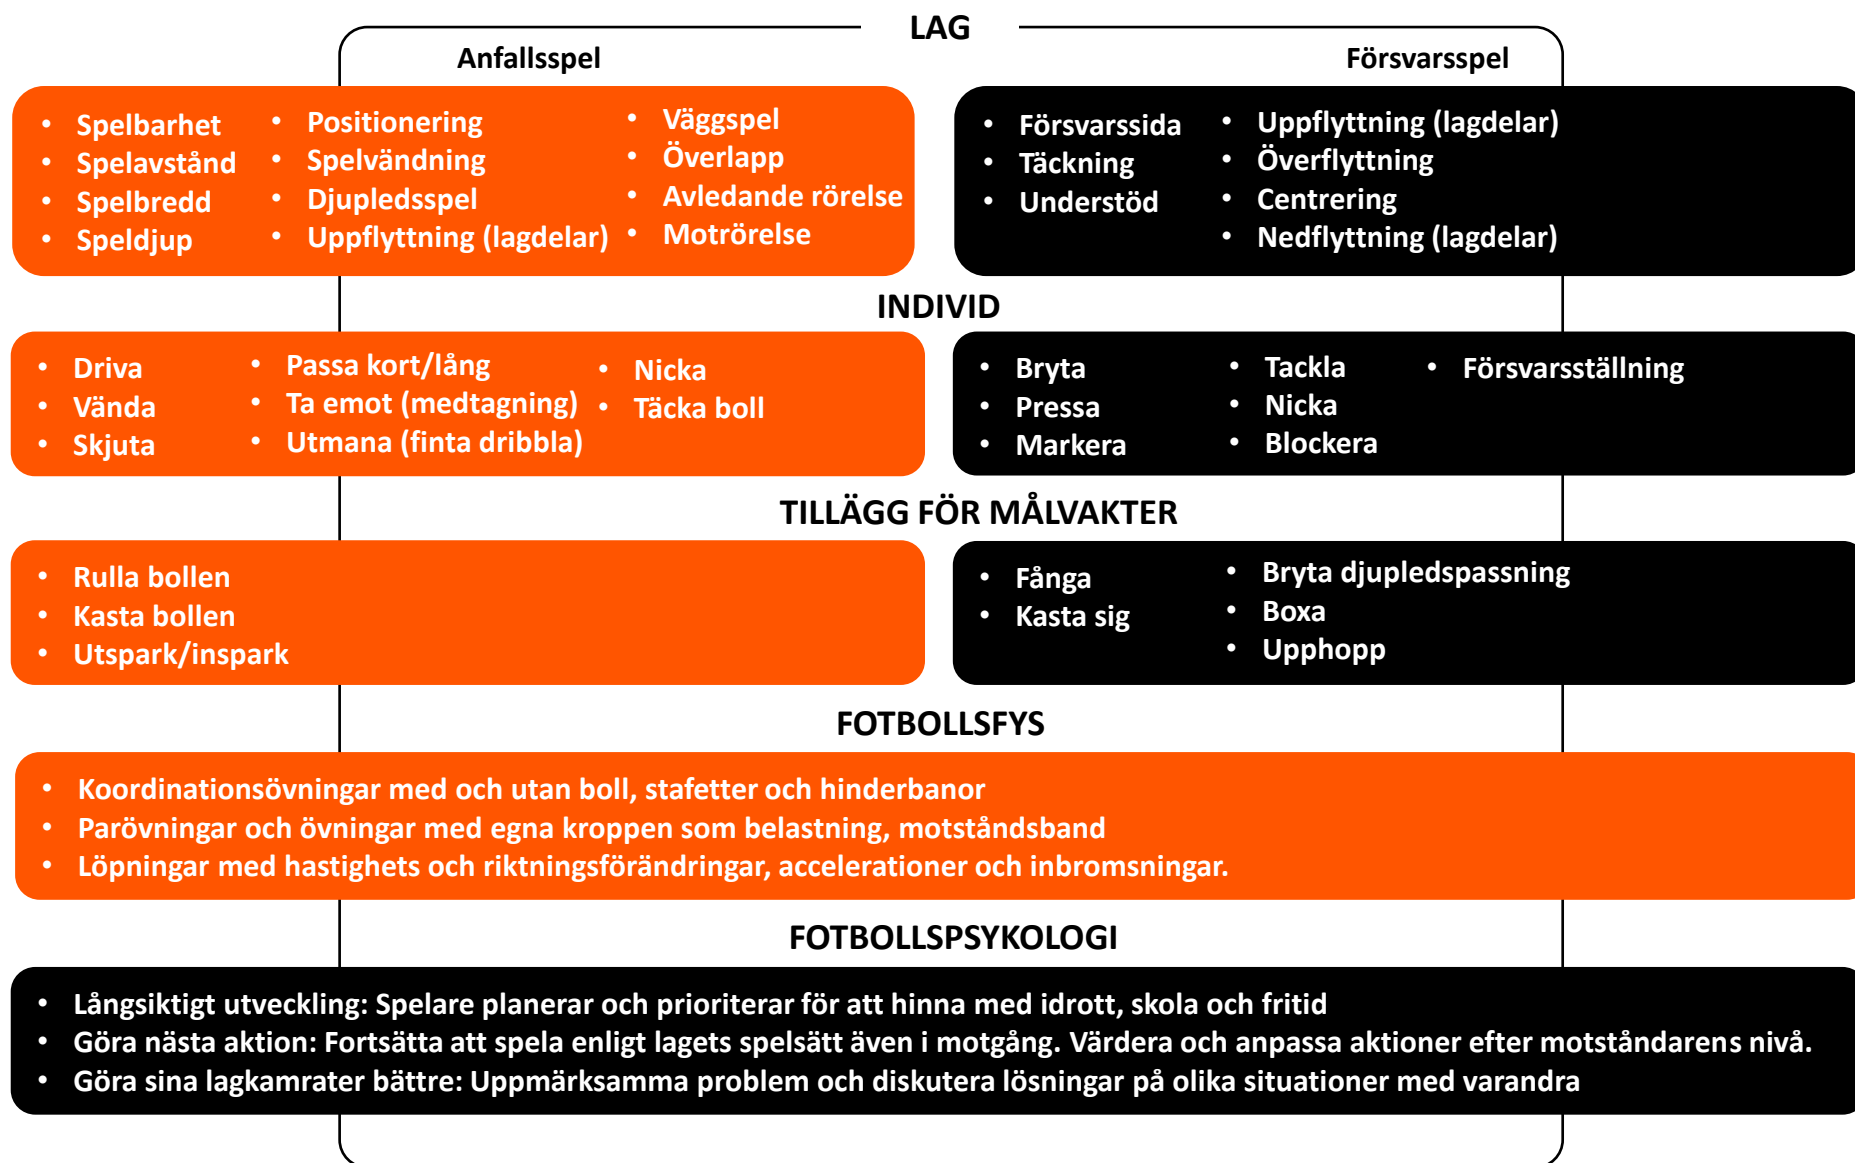 LAG
Anfallsspel
Försvarsspel
• Spelbarhet
• Spelavstånd
• Spelbredd
• Speldjup
• Positionering
• Spelvändning
• Djupledsspel
• Uppflyttning (lagdelar)
• Väggspel
• Överlapp
• Avledande rörelse
• Motrörelse
• Försvarssida
• Täckning
• Understöd
• Uppflyttning (lagdelar)
• Överflyttning
• Centrering
• Nedflyttning (lagdelar)
INDIVID
• Driva
• Vända
• Skjuta
• Passa kort/lång
• Ta emot (medtagning)
• Utmana (finta dribbla)
• Nicka
• Täcka boll
• Bryta
• Pressa
• Markera
• Tackla
• Nicka
• Blockera
• Försvarsställning
TILLÄGG FÖR MÅLVAKTER
• Rulla bollen
• Kasta bollen
• Utspark/inspark
• Fånga
• Kasta sig
• Bryta djupledspassning
• Boxa
• Upphopp
FOTBOLLSFYS
• Koordinationsövningar med och utan boll, stafetter och hinderbanor
• Parövningar och övningar med egna kroppen som belastning, motståndsband
• Löpningar med hastighets och riktningsförändringar, accelerationer och inbromsningar.
FOTBOLLSPSYKOLOGI
• Långsiktigt utveckling: Spelare planerar och prioriterar för att hinna med idrott, skola och fritid
• Göra nästa aktion: Fortsätta att spela enligt lagets spelsätt även i motgång. Värdera och anpassa aktioner efter motståndarens nivå.
• Göra sina lagkamrater bättre: Uppmärksamma problem och diskutera lösningar på olika situationer med varandra